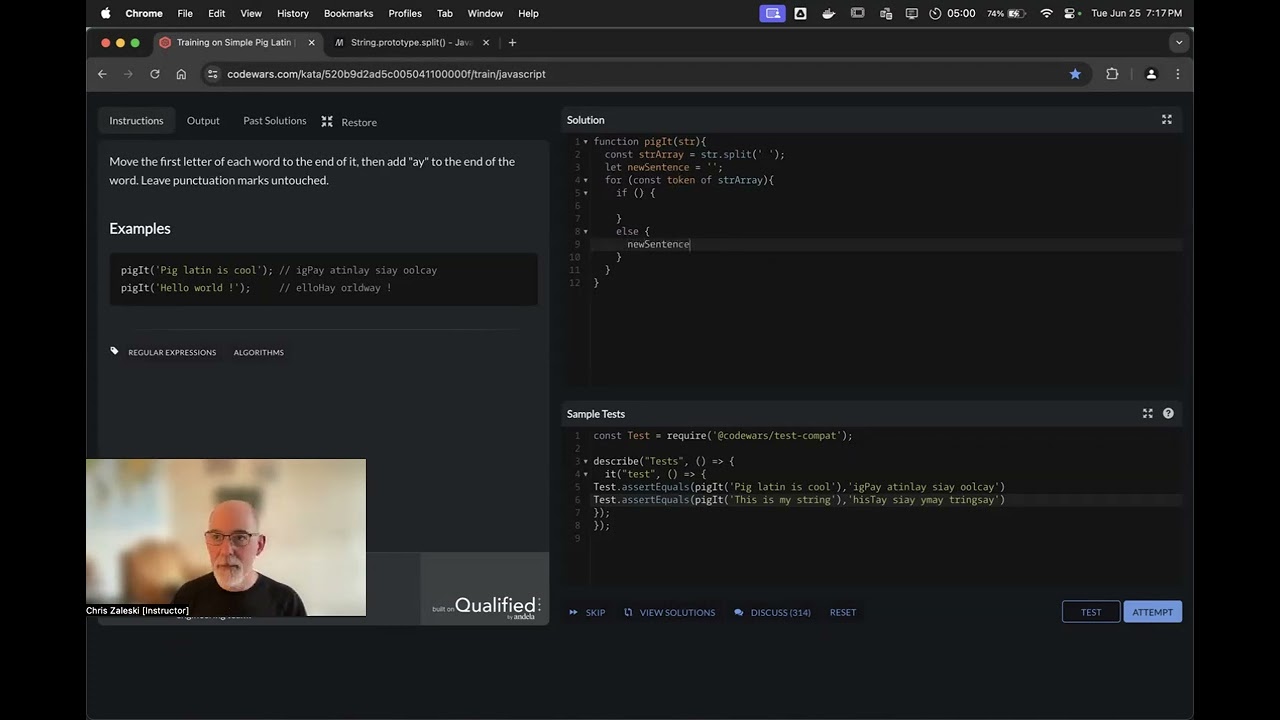 Chrome File Edit View History Bookmarks Profiles Tab Window Help 05:00 74% Tue Jun 25 7:17 PM
Training on Simple Pig Latin |
String.prototype.split() - Java
codewars.com/kata/520b9d2ad5c005041100000f/train/javascript
Instructions Output Past Solutions Restore
Move the first letter of each word to the end of it, then add "ay" to the end of the
word. Leave punctuation marks untouched.
Examples
pigIt('Pig latin is cool'); // igPay atinlay siay oolcay
pigIt('Hello world !'); // elloHay orldway !
REGULAR EXPRESSIONS ALGORITHMS
Chris Zaleski [Instructor]
built on Qualified
by andela
Solution
1 function pigIt(str){
2 const strArray = str.split(' ');
3 let newSentence = '';
4 for (const token of strArray){
5 if () {
6
7 }
8 else {
9 newSentence
10 }
11 }
12 }
Sample Tests
1 const Test = require('@codewars/test-compat');
2
3 describe("Tests", () => {
4 it("test", () => {
5 Test.assertEquals(pigIt('Pig latin is cool'),'igPay atinlay siay oolcay')
6 Test.assertEquals(pigIt('This is my string'),'hisTay siay ymay tringsay')
7 });
8 });
9
SKIP VIEW SOLUTIONS DISCUSS (314) RESET TEST ATTEMPT